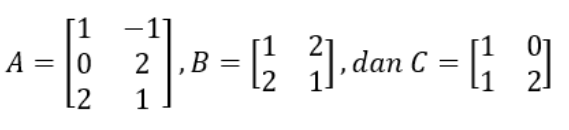 A = [1 -1; 0 2; 2 1], B = [1 2; 2 1], dan C = [1 0; 1 2]